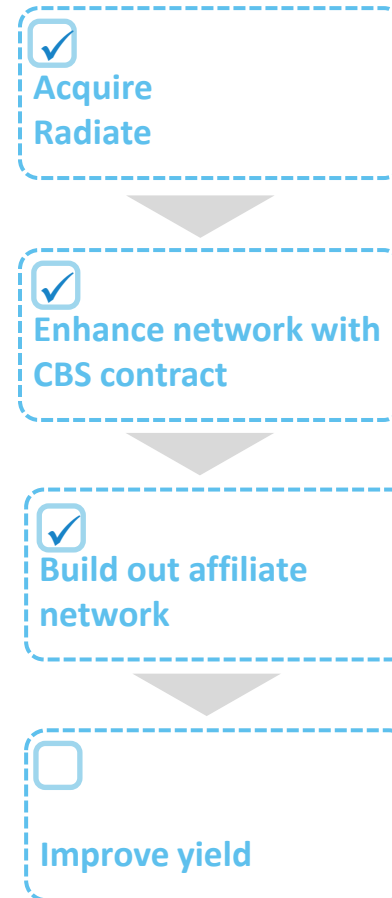 Acquire
Radiate
Enhance network with
CBS contract
Build out affiliate
network
Improve yield